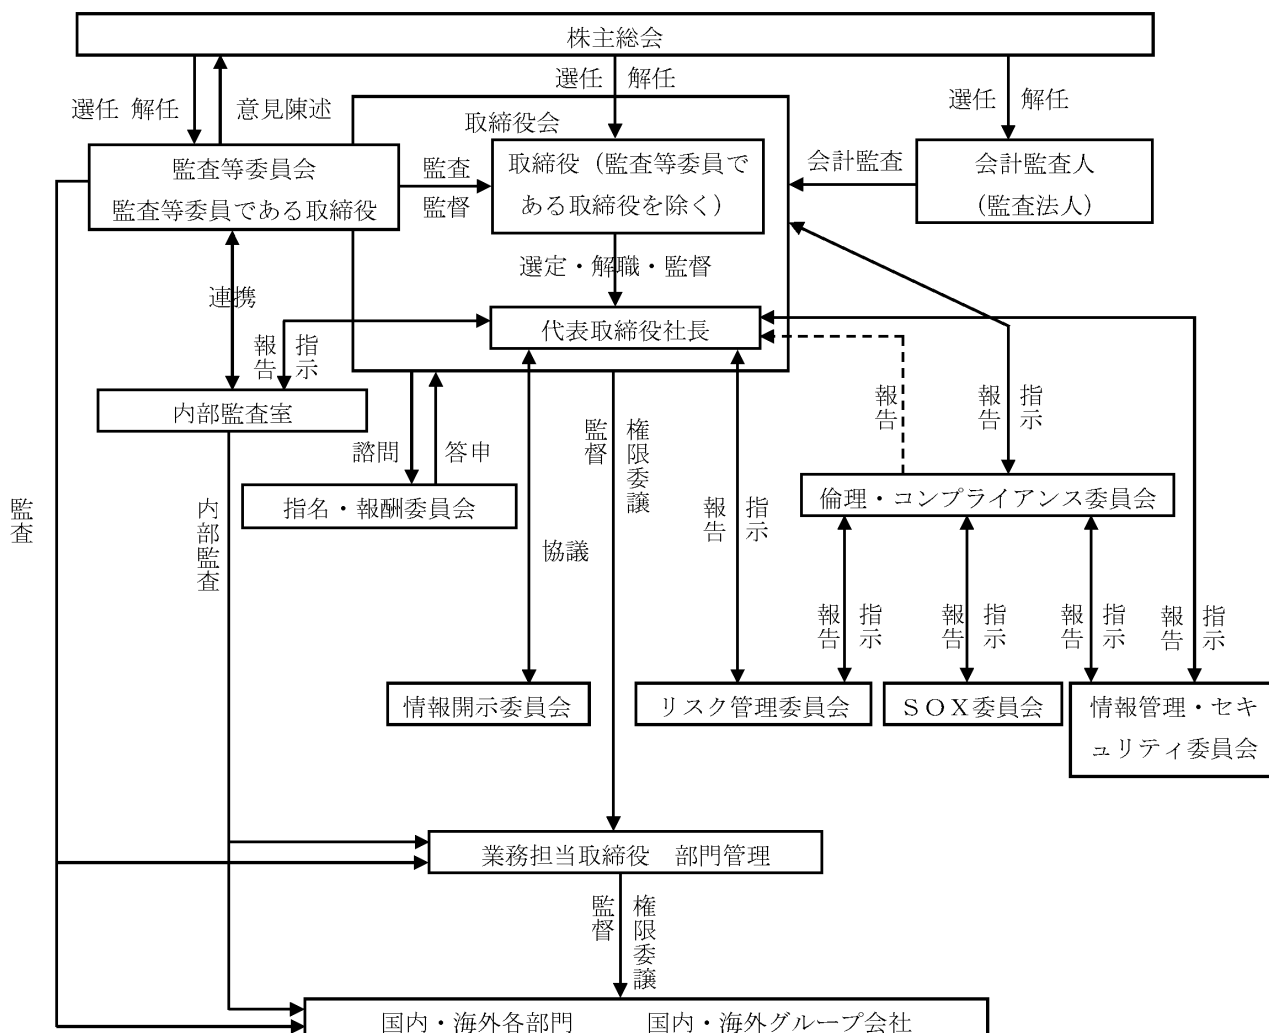 株主総会
選任 解任
意見陳述
選任 解任
選任 解任
取締役会
監査等委員会
監査等委員である取締役
監査
監督
取締役（監査等委員で
ある取締役を除く）
会計監査
会計監査人
（監査法人）
選定・解職・監督
連携
代表取締役社長
報告
指示
内部監査室
諮問
答申
監督
権限委譲
報告
報告
指示
指名・報酬委員会
倫理・コンプライアンス委員会
監査
内部監査
協議
報告
指示
報告
指示
報告
指示
報告
指示
報告
指示
情報開示委員会
リスク管理委員会
ＳＯＸ委員会
情報管理・セキ
ュリティ委員会
業務担当取締役　部門管理
監督
権限委譲
国内・海外各部門　　　国内・海外グループ会社